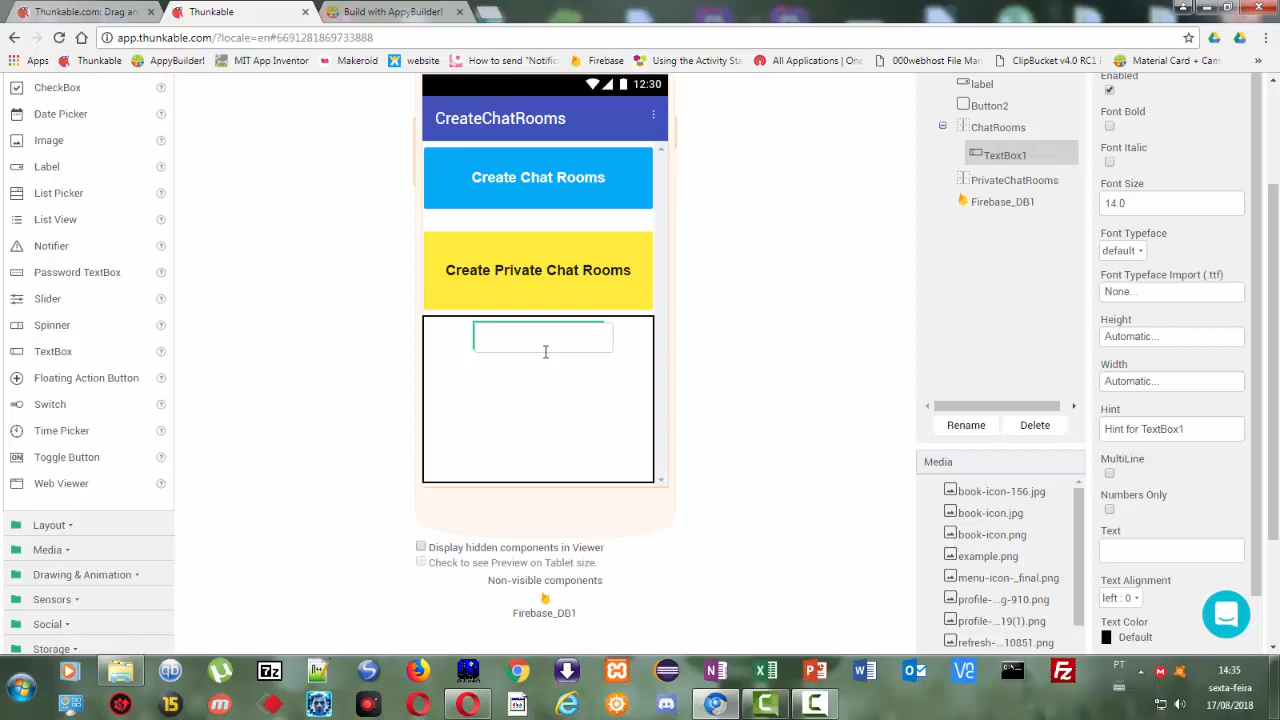 Thunkable.com: Drag an
Thunkable
Build with AppyBuilder!
app.thunkable.com/?locale=en#6691281869733888
Apps
Thunkable
AppyBuilder!
MIT App Inventor
Makeroid
website
How to send "Notific
Firebase
Using the Activity Sta
All Applications | One
000webhost File Man
ClipBucket v4.0 RC1 |
Material Card + Cam
»
CheckBox
Date Picker
Image
Label
List Picker
List View
Notifier
Password TextBox
Slider
Spinner
TextBox
Floating Action Button
Switch
Time Picker
Toggle Button
Web Viewer
Layout
Media
Drawing & Animation
Sensors
Social
Storage
12:30
CreateChatRooms
Create Chat Rooms
Create Private Chat Rooms
Display hidden components in Viewer
Check to see Preview on Tablet size.
Non-visible components
Firebase_DB1
label
Button2
ChatRooms
TextBox1
PrivateChatRooms
Firebase_DB1
Rename
Delete
Media
book-icon-156.jpg
book-icon.jpg
book-icon.png
example.png
menu-icon-_final.png
profile-...g-910.png
profile-...19(1).png
refresh-...10851.png
Enabled
Font Bold
Font Italic
Font Size
14.0
Font Typeface
default
Font Typeface Import (.ttf)
None...
Height
Automatic...
Width
Automatic...
Hint
Hint for TextBox1
MultiLine
Numbers Only
Text
Text Alignment
left : 0
Text Color
Default
PT
14:35
sexta-feira
17/08/2018